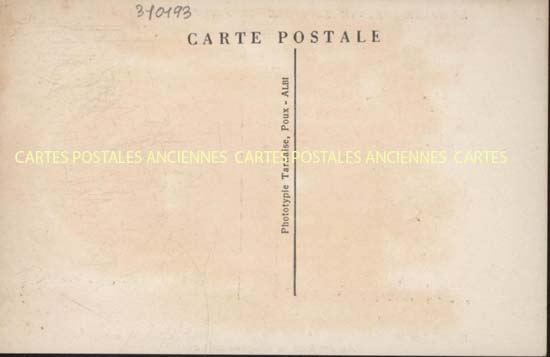 310193
CARTE POSTALE
Phototypie Tarnaise, Poux - ALBI
CARTES POSTALES ANCIENNES CARTES POSTALES ANCIENNES CARTES